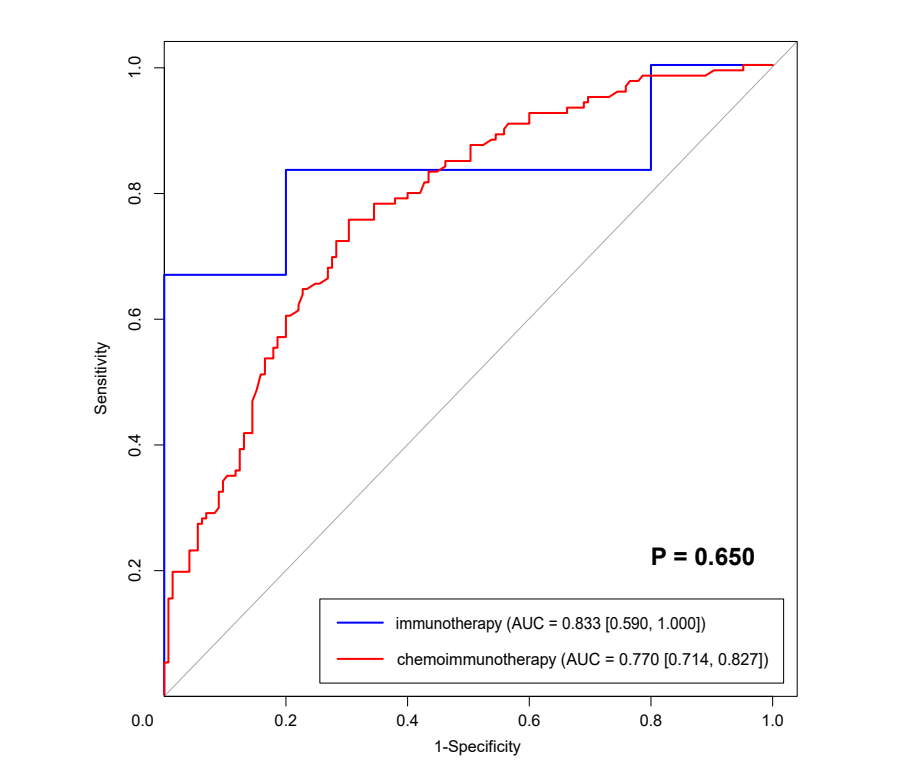 1.0
0.8
0.6
0.4
0.2
Sensitivity
P = 0.650
immunotherapy (AUC = 0.833 [0.590, 1.000])
chemoimmunotherapy (AUC = 0.770 [0.714, 0.827])
0.0 0.2 0.4 0.6 0.8 1.0
1-Specificity